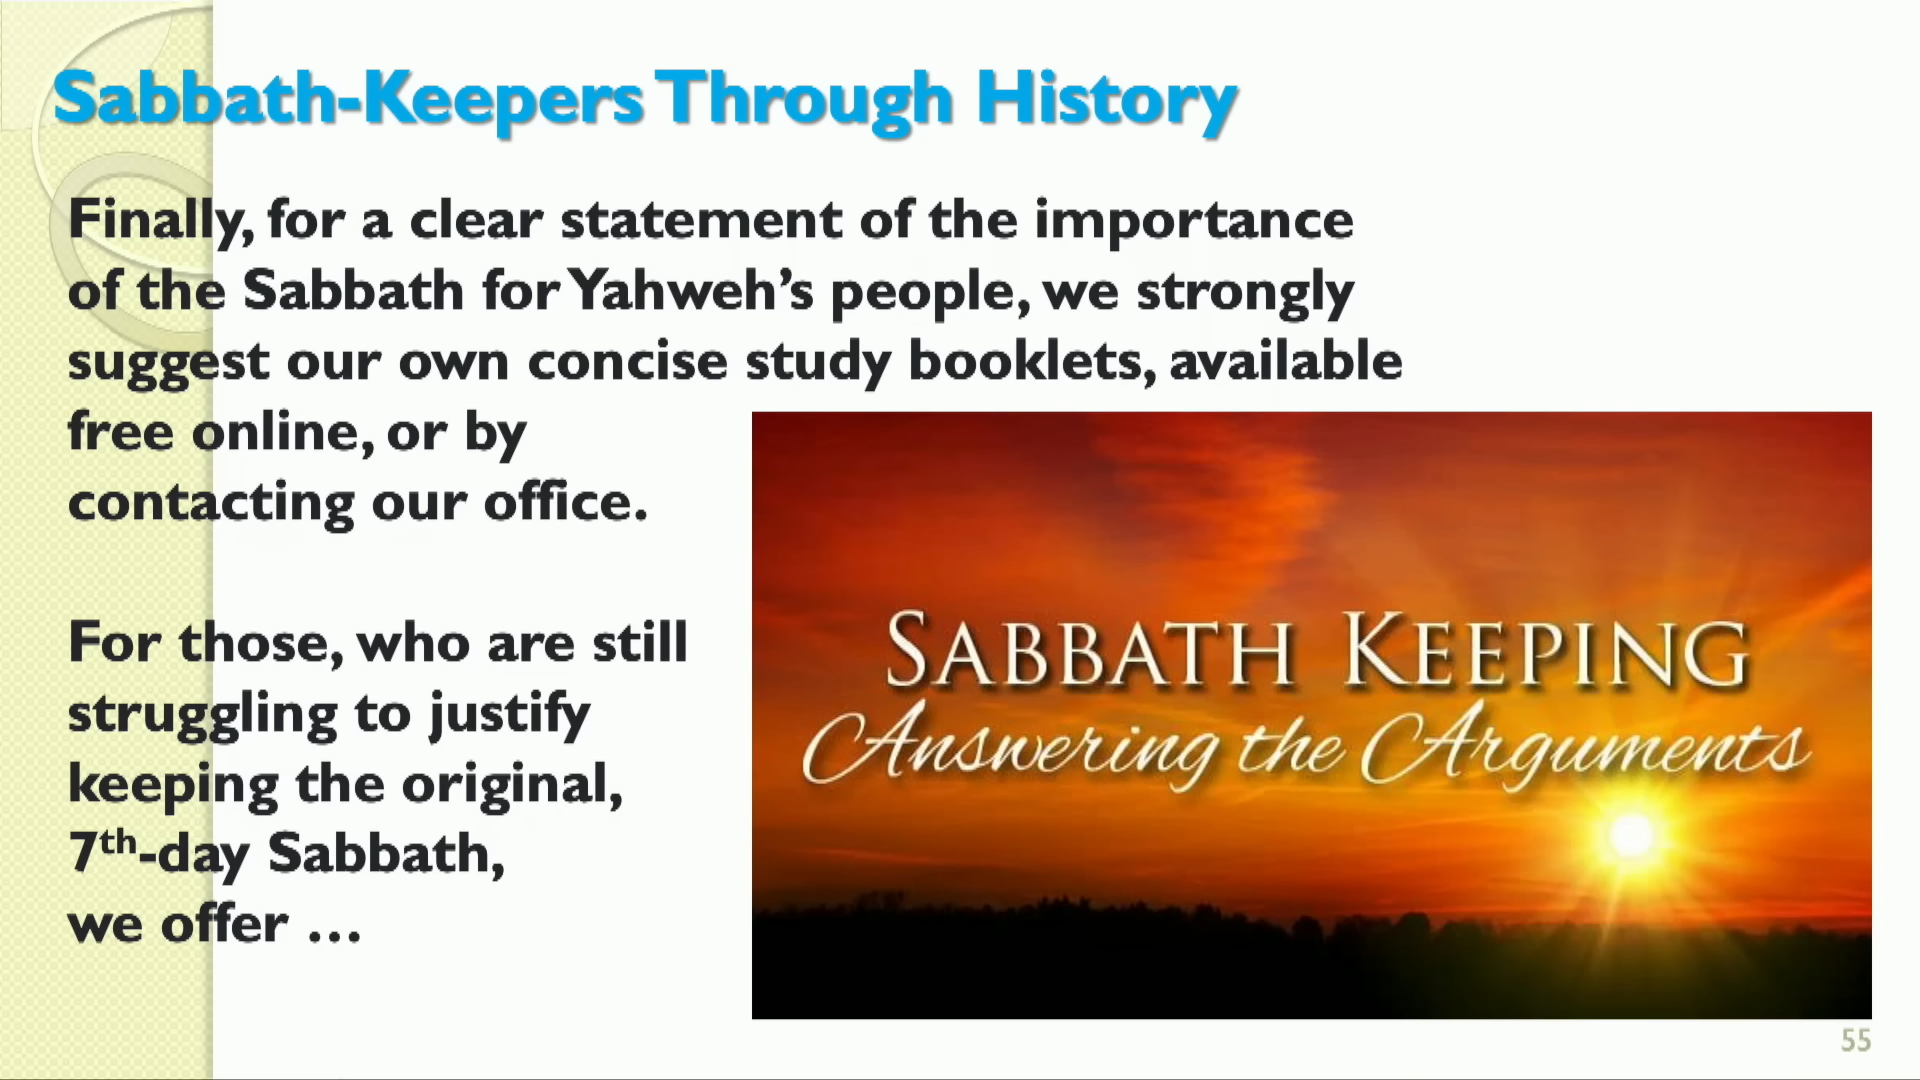 Sabbath-Keepers Through History
Finally, for a clear statement of the importance
of the Sabbath for Yahweh’s people, we strongly
suggest our own concise study booklets, available
free online, or by
contacting our office.
For those, who are still
struggling to justify
keeping the original,
7th-day Sabbath,
we offer …
SABBATH KEEPING
Answering the Arguments
55